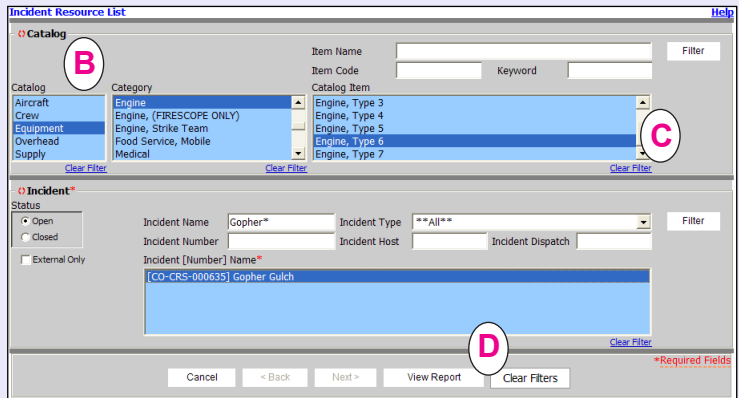 Incident Resource List Help
Catalog
B
Item Name Filter
Item Code Keyword
Catalog Category Catalog Item
Aircraft Engine Engine, Type 3
Crew Engine, (FIRESCOPE ONLY) Engine, Type 4
Equipment Engine, Strike Team Engine, Type 5
Overhead Food Service, Mobile Engine, Type 6
Supply Medical Engine, Type 7
C
Clear Filter Clear Filter Clear Filter
Incident*
Status
Open Incident Name Gopher* Incident Type **All** Filter
Closed Incident Number Incident Host Incident Dispatch
External Only Incident [Number] Name*
[CO-CRS-000635] Gopher Gulch
Clear Filter
D
*Required Fields
Cancel < Back Next > View Report Clear Filters